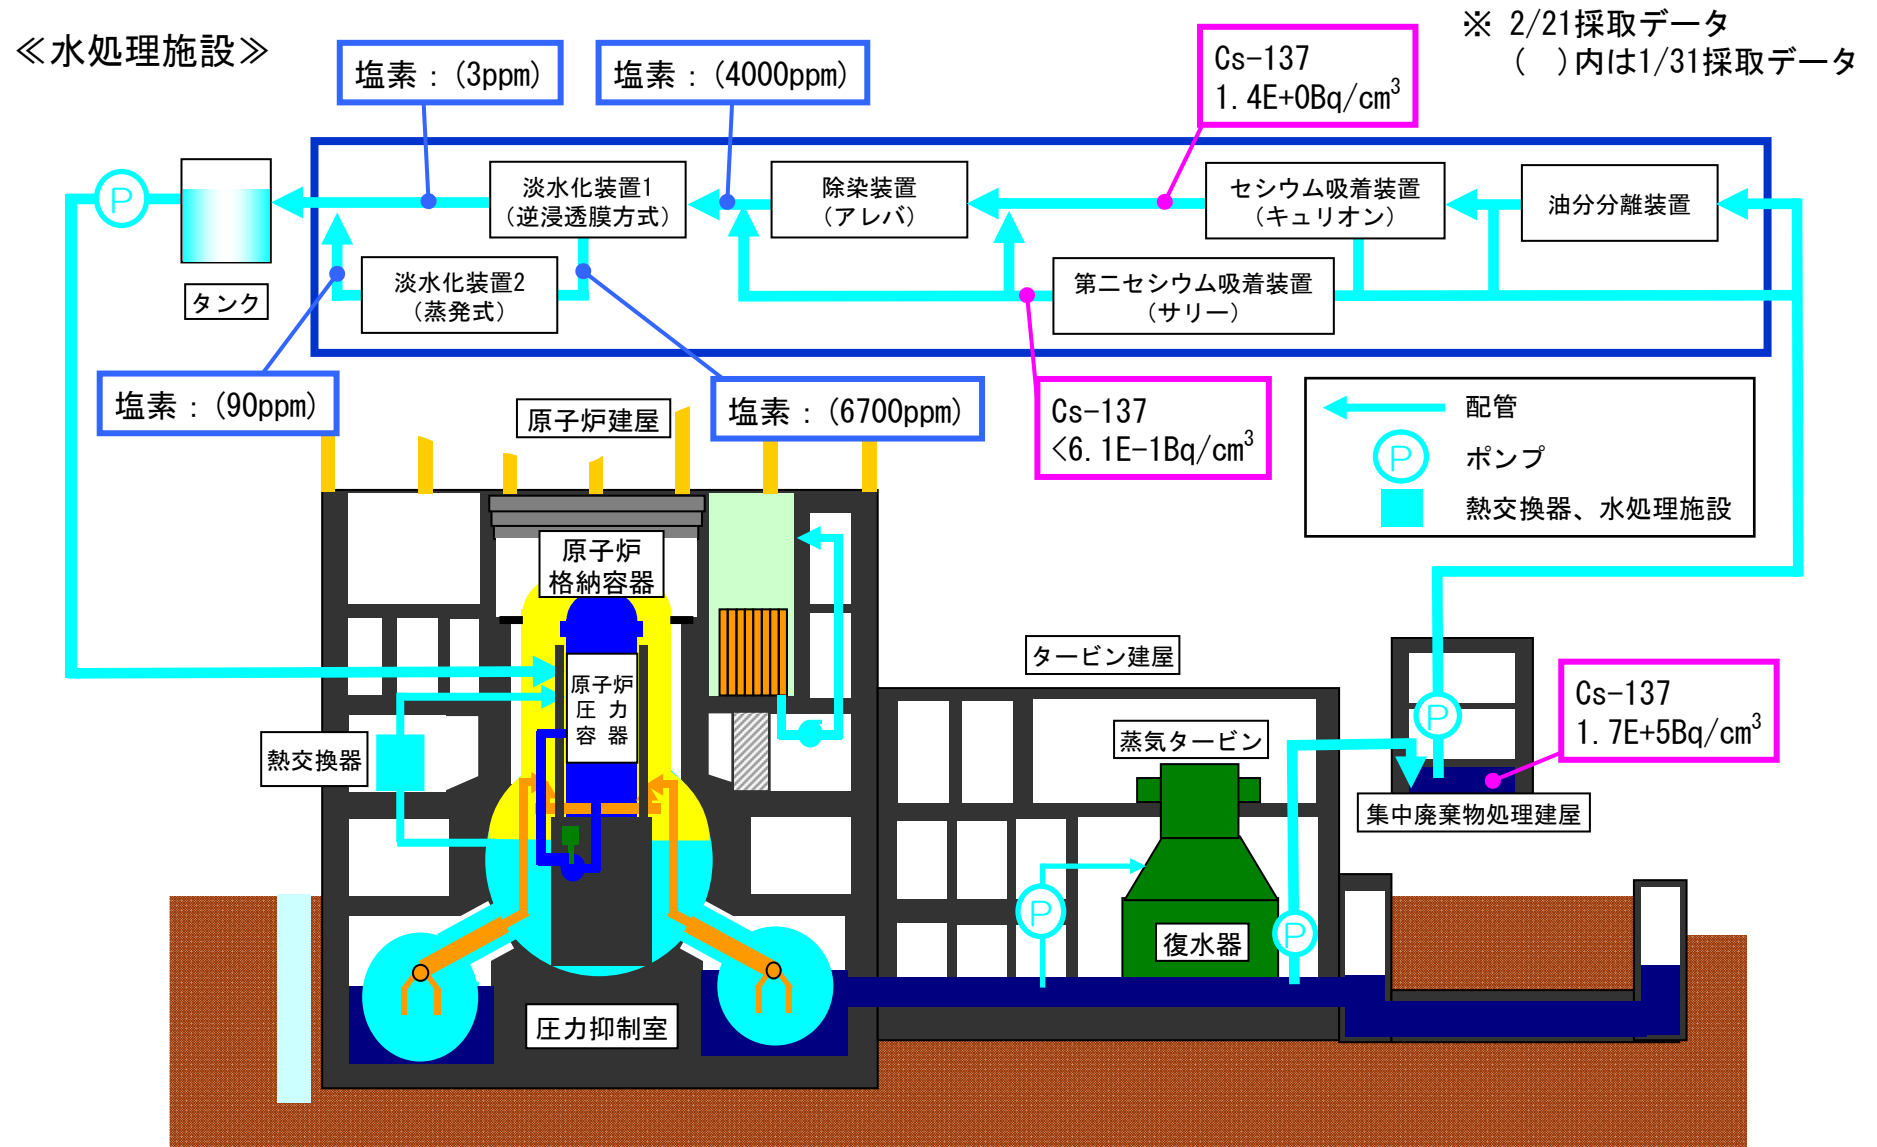 ≪水処理施設≫
※ 2/21採取データ
( )内は1/31採取データ
塩素:(3ppm)
塩素:(4000ppm)
Cs-137
1.4E+0Bq/cm³
P
タンク
淡水化装置1
(逆浸透膜方式)
除染装置
(アレバ)
セシウム吸着装置
(キュリオン)
油分分離装置
淡水化装置2
(蒸発式)
第二セシウム吸着装置
(サリー)
塩素:(90ppm)
塩素:(6700ppm)
Cs-137
<6.1E-1Bq/cm³
配管
P
ポンプ
熱交換器、水処理施設
原子炉建屋
原子炉
格納容器
原子炉
圧 力
容 器
熱交換器
圧力抑制室
タービン建屋
蒸気タービン
復水器
P
P
P
Cs-137
1.7E+5Bq/cm³
集中廃棄物処理建屋